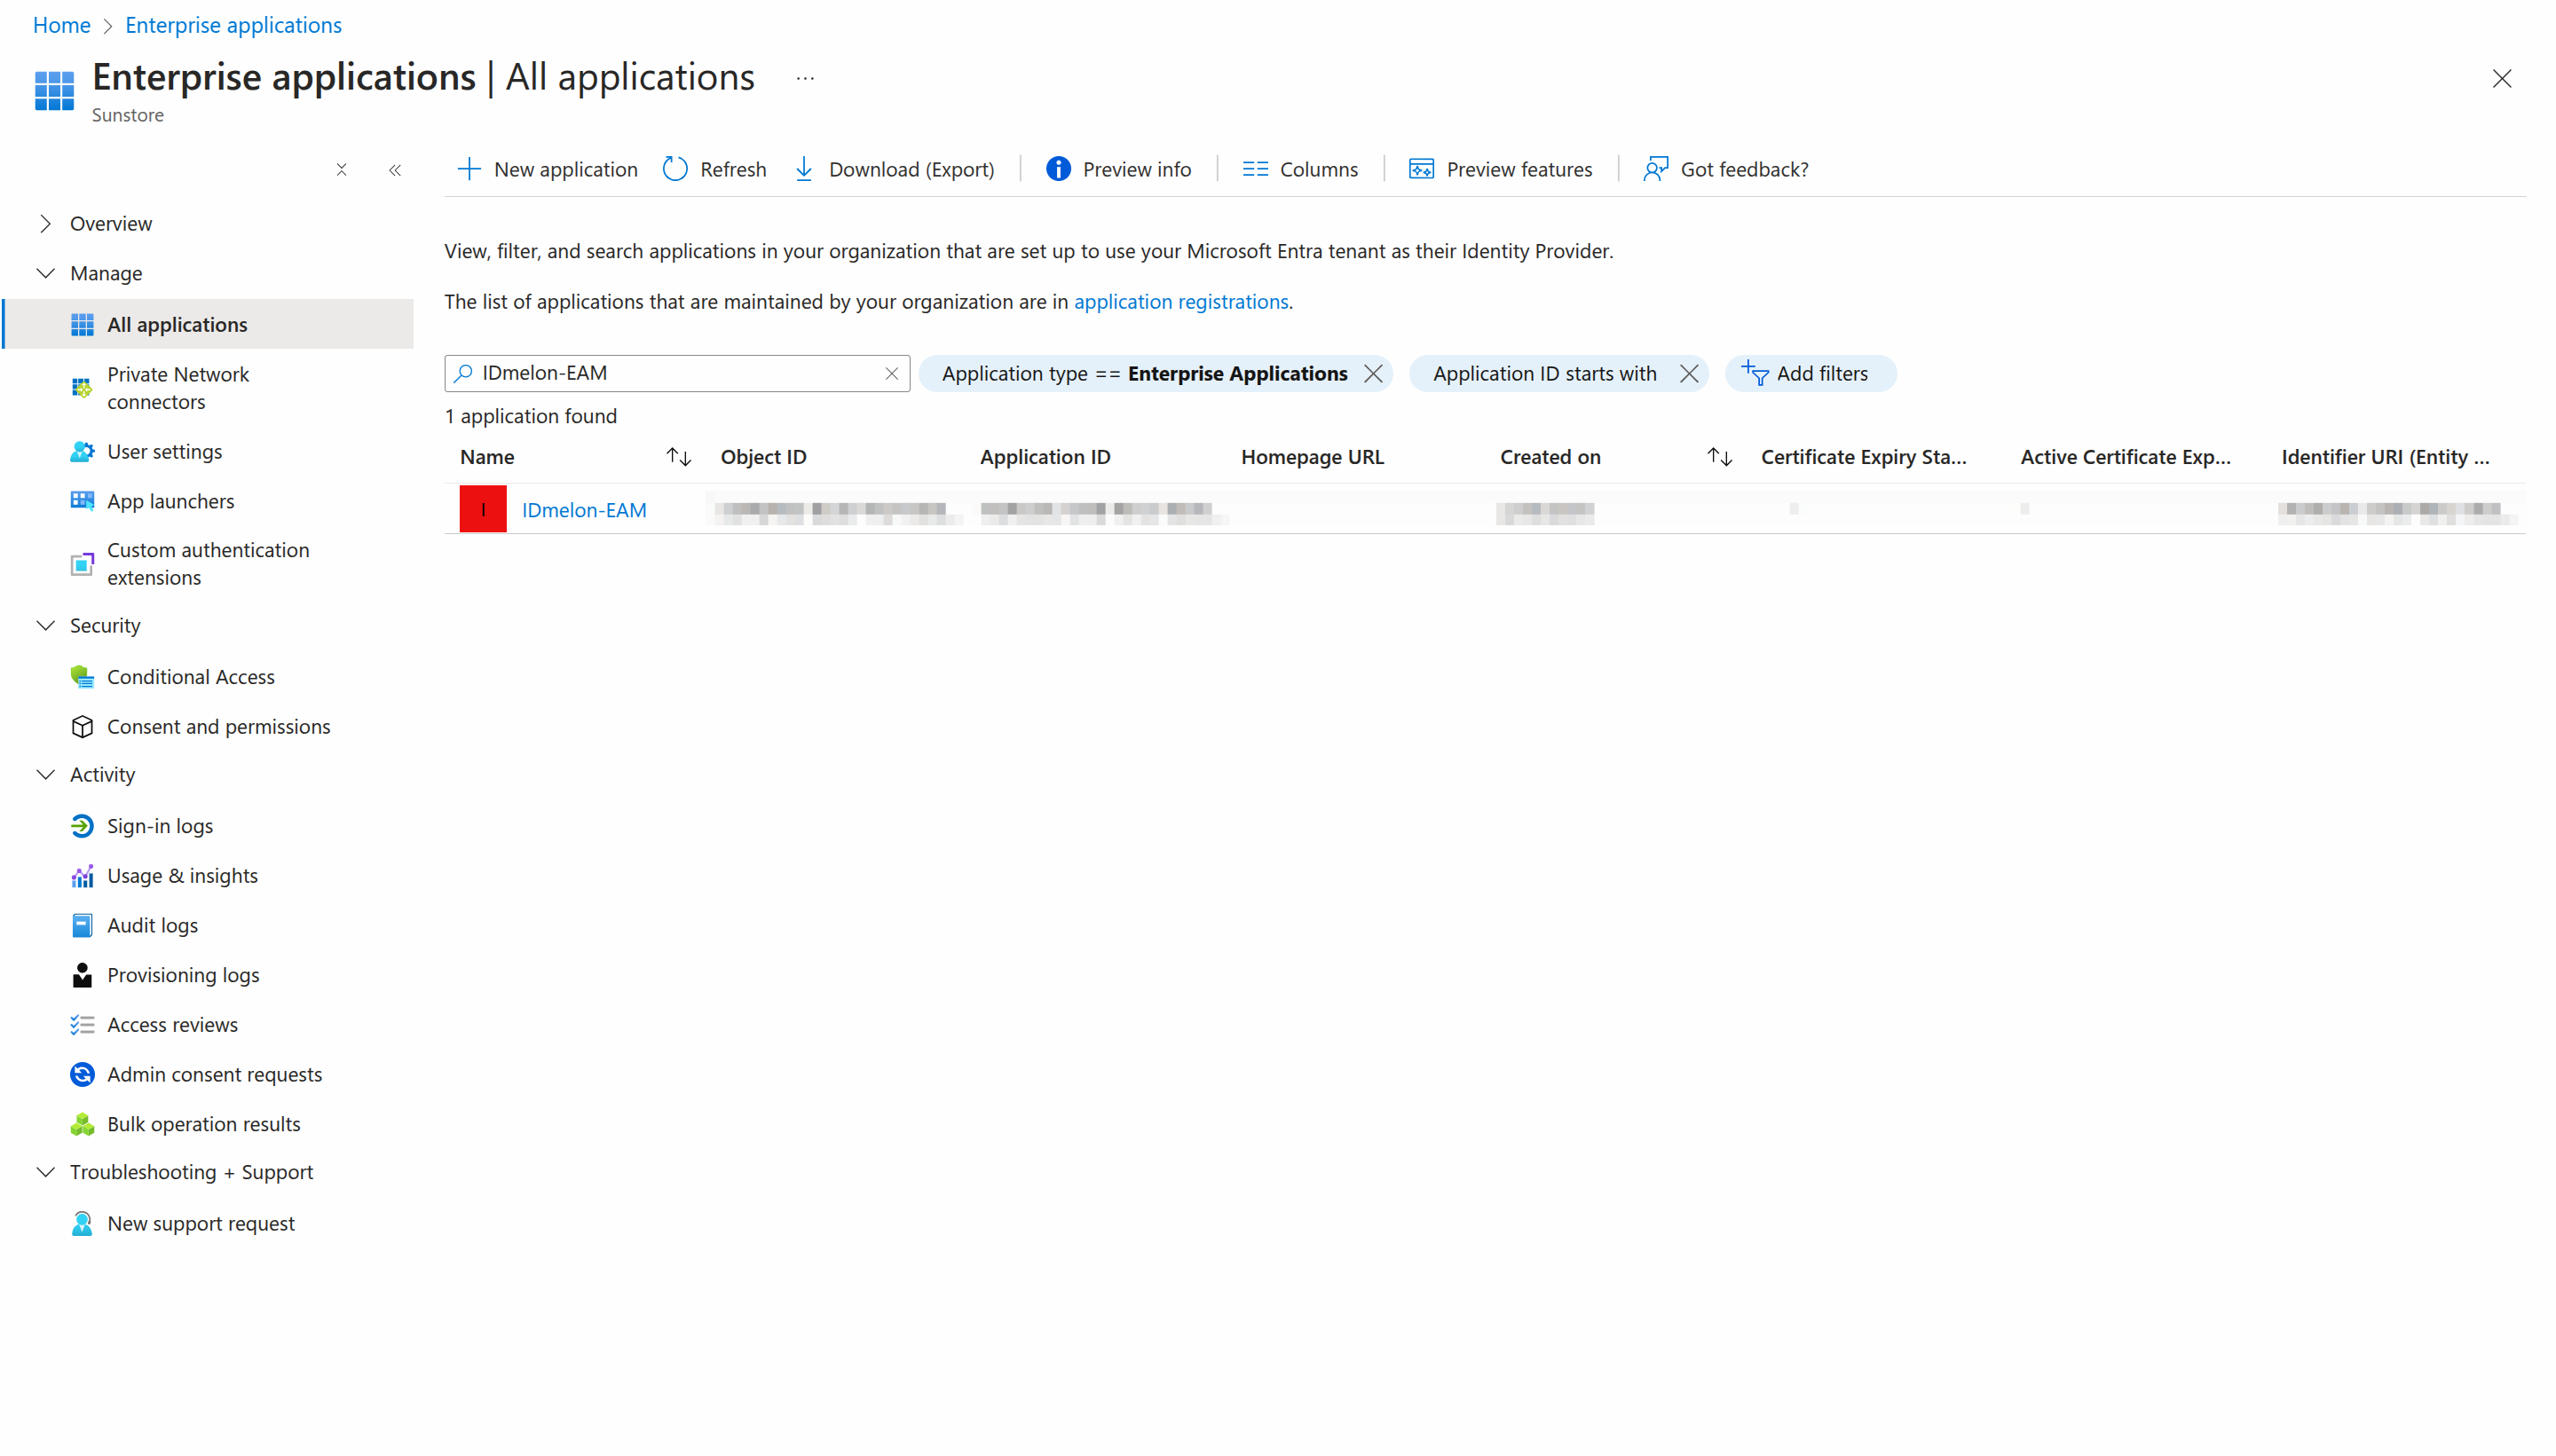 Home > Enterprise applications
Enterprise applications | All applications ...
Sunstore
New application Refresh Download (Export) Preview info Columns Preview features Got feedback?
Overview
Manage
All applications
Private Network
connectors
User settings
App launchers
Custom authentication
extensions
Security
Conditional Access
Consent and permissions
Activity
Sign-in logs
Usage & insights
Audit logs
Provisioning logs
Access reviews
Admin consent requests
Bulk operation results
Troubleshooting + Support
New support request
View, filter, and search applications in your organization that are set up to use your Microsoft Entra tenant as their Identity Provider.
The list of applications that are maintained by your organization are in application registrations.
IDmelon-EAM Application type == Enterprise Applications Application ID starts with Add filters
1 application found
Name Object ID Application ID Homepage URL Created on Certificate Expiry Sta... Active Certificate Exp... Identifier URI (Entity ...
I IDmelon-EAM